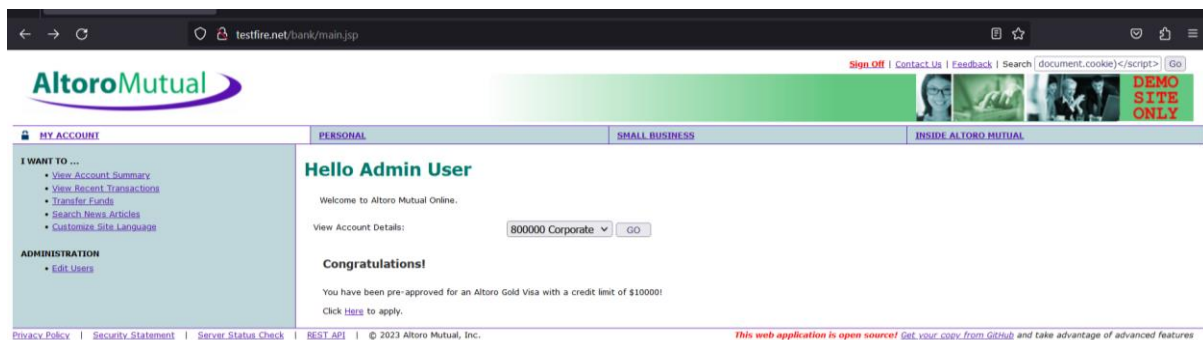 testfire.net/bank/main.jsp
Sign Off | Contact Us | Feedback | Search document.cookie)</script> Go
AltoroMutual
DEMO
SITE
ONLY
MY ACCOUNT PERSONAL SMALL BUSINESS INSIDE ALTORO MUTUAL
I WANT TO ...
• View Account Summary
• View Recent Transactions
• Transfer Funds
• Search News Articles
• Customize Site Language
ADMINISTRATION
• Edit Users
Hello Admin User
Welcome to Altoro Mutual Online.
View Account Details: 800000 Corporate GO
Congratulations!
You have been pre-approved for an Altoro Gold Visa with a credit limit of $10000!
Click Here to apply.
Privacy Policy | Security Statement | Server Status Check | REST API | © 2023 Altoro Mutual, Inc. This web application is open source! Get your copy from GitHub and take advantage of advanced features